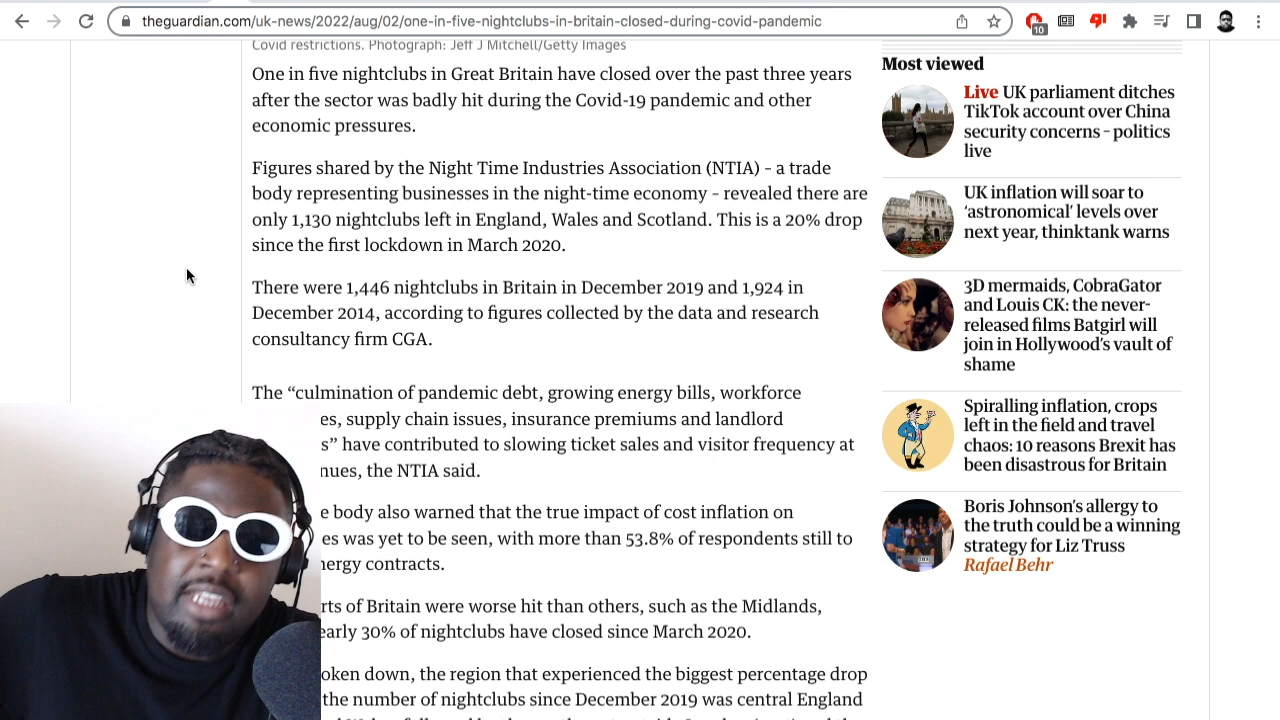 theguardian.com/uk-news/2022/aug/02/one-in-five-nightclubs-in-britain-closed-during-covid-pandemic
10
Covid restrictions. Photograph: Jeff J Mitchell/Getty Images
One in five nightclubs in Great Britain have closed over the past three years
after the sector was badly hit during the Covid-19 pandemic and other
economic pressures.
Figures shared by the Night Time Industries Association (NTIA) – a trade
body representing businesses in the night-time economy – revealed there are
only 1,130 nightclubs left in England, Wales and Scotland. This is a 20% drop
since the first lockdown in March 2020.
There were 1,446 nightclubs in Britain in December 2019 and 1,924 in
December 2014, according to figures collected by the data and research
consultancy firm CGA.
The “culmination of pandemic debt, growing energy bills, workforce
es, supply chain issues, insurance premiums and landlord
s” have contributed to slowing ticket sales and visitor frequency at
nues, the NTIA said.
e body also warned that the true impact of cost inflation on
es was yet to be seen, with more than 53.8% of respondents still to
nergy contracts.
rts of Britain were worse hit than others, such as the Midlands,
early 30% of nightclubs have closed since March 2020.
oken down, the region that experienced the biggest percentage drop
the number of nightclubs since December 2019 was central England
Most viewed
Live UK parliament ditches
TikTok account over China
security concerns – politics
live
UK inflation will soar to
‘astronomical’ levels over
next year, thinktank warns
3D mermaids, CobraGator
and Louis CK: the never-
released films Batgirl will
join in Hollywood’s vault of
shame
Spiralling inflation, crops
left in the field and travel
chaos: 10 reasons Brexit has
been disastrous for Britain
Boris Johnson’s allergy to
the truth could be a winning
strategy for Liz Truss
Rafael Behr